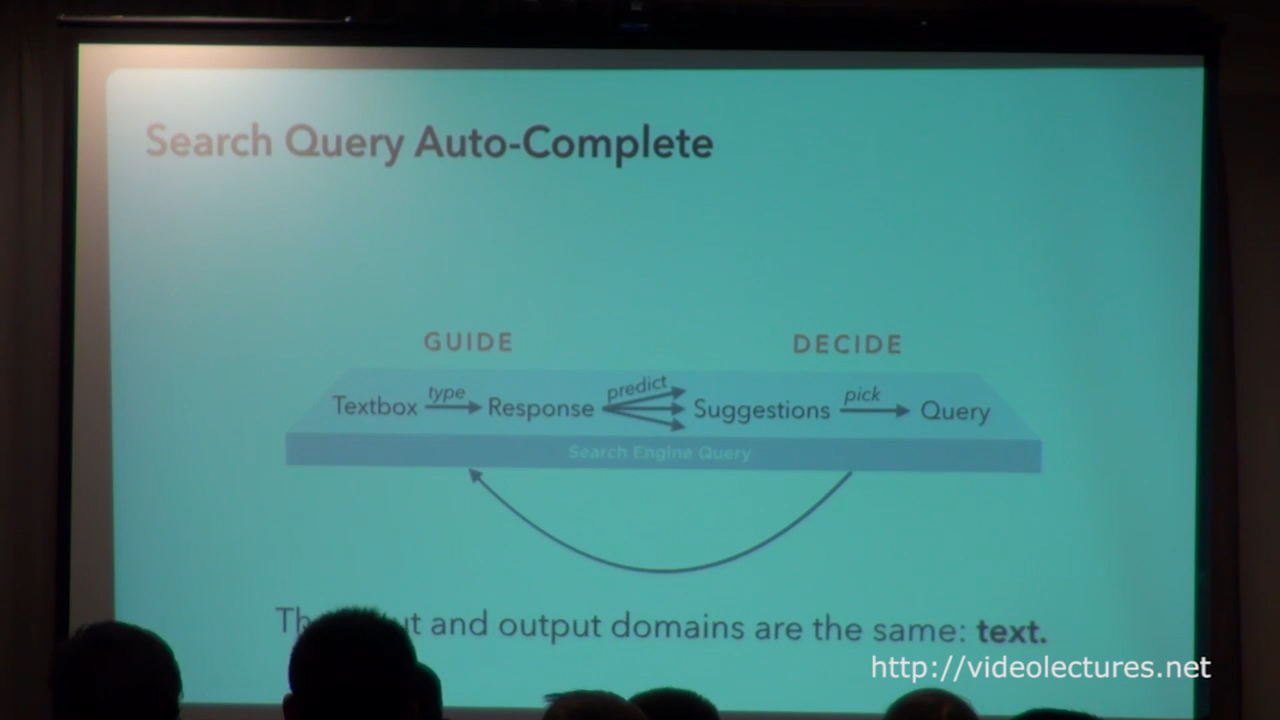 Search Query Auto-Complete
GUIDE DECIDE
Textbox type Response predict Suggestions pick Query
Search Engine Query
and output domains are the same: text.
http://videolectures.net